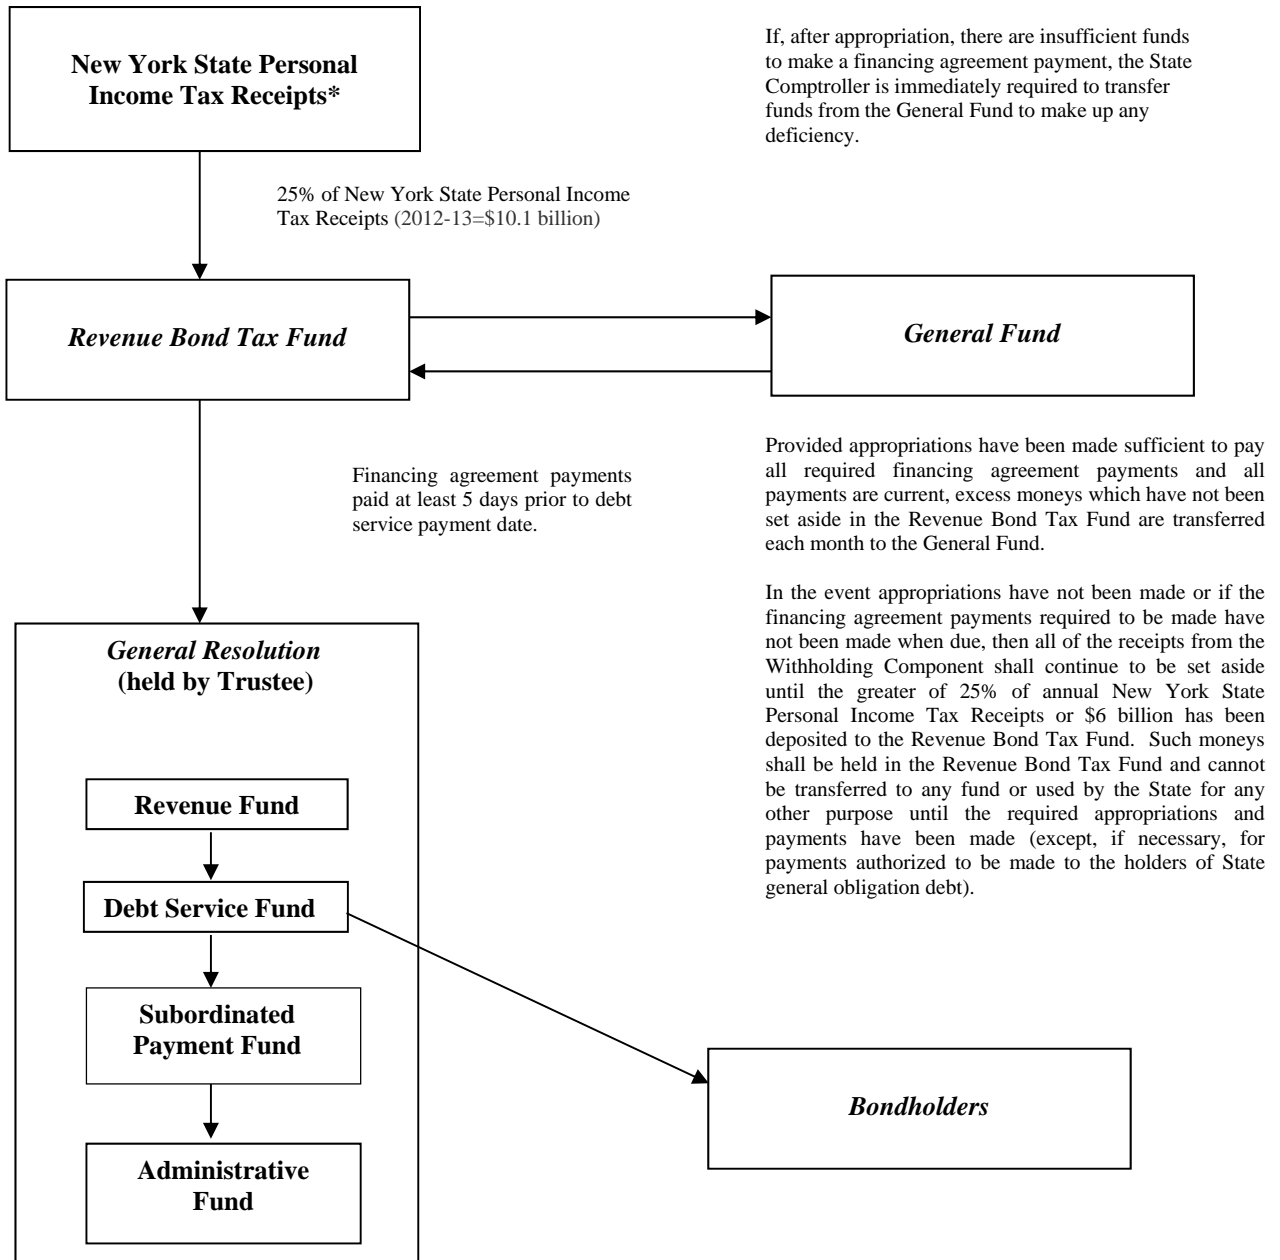 New York State Personal
Income Tax Receipts*
If, after appropriation, there are insufficient funds
to make a financing agreement payment, the State
Comptroller is immediately required to transfer
funds from the General Fund to make up any
deficiency.
25% of New York State Personal Income
Tax Receipts (2012-13=$10.1 billion)
Revenue Bond Tax Fund
General Fund
Financing agreement payments
paid at least 5 days prior to debt
service payment date.
Provided appropriations have been made sufficient to pay
all required financing agreement payments and all
payments are current, excess moneys which have not been
set aside in the Revenue Bond Tax Fund are transferred
each month to the General Fund.
In the event appropriations have not been made or if the
financing agreement payments required to be made have
not been made when due, then all of the receipts from the
Withholding Component shall continue to be set aside
until the greater of 25% of annual New York State
Personal Income Tax Receipts or $6 billion has been
deposited to the Revenue Bond Tax Fund. Such moneys
shall be held in the Revenue Bond Tax Fund and cannot
be transferred to any fund or used by the State for any
other purpose until the required appropriations and
payments have been made (except, if necessary, for
payments authorized to be made to the holders of State
general obligation debt).
General Resolution
(held by Trustee)
Revenue Fund
Debt Service Fund
Subordinated
Payment Fund
Administrative
Fund
Bondholders